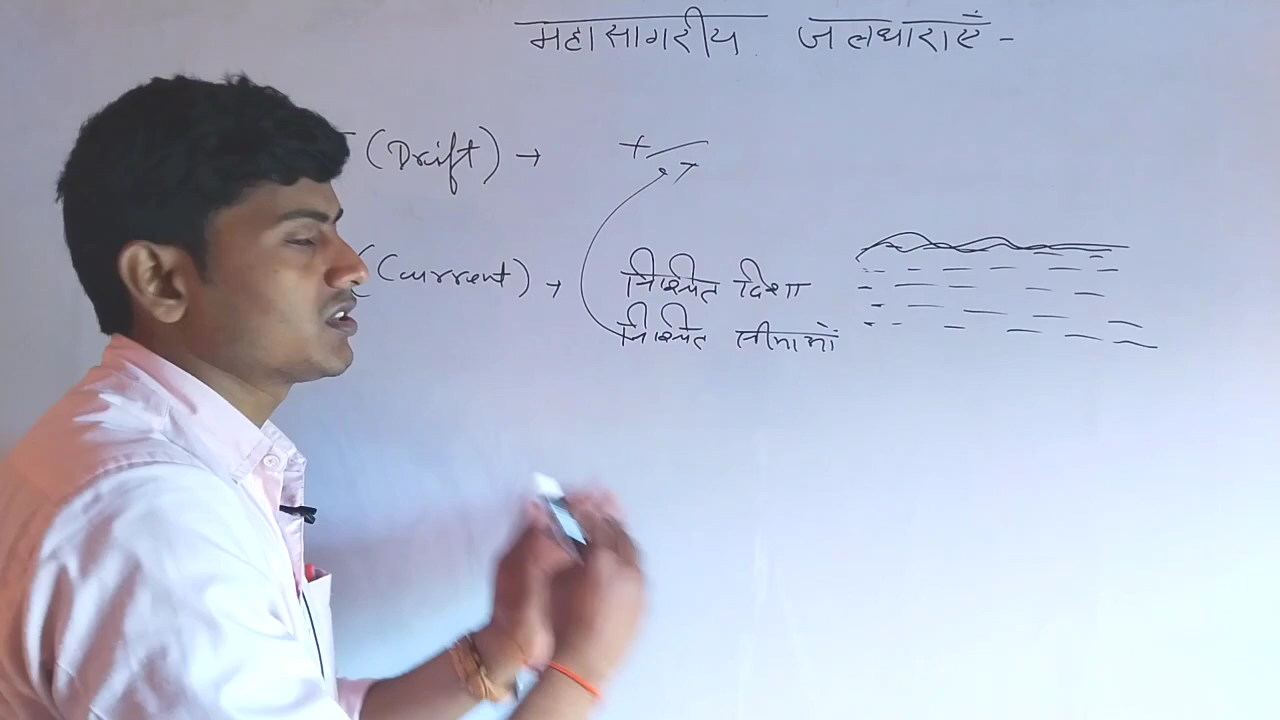 महासागरीय जलधाराएँ -
(Drift) →
(Current) → निश्चित दिशा
निश्चित सीमाओं